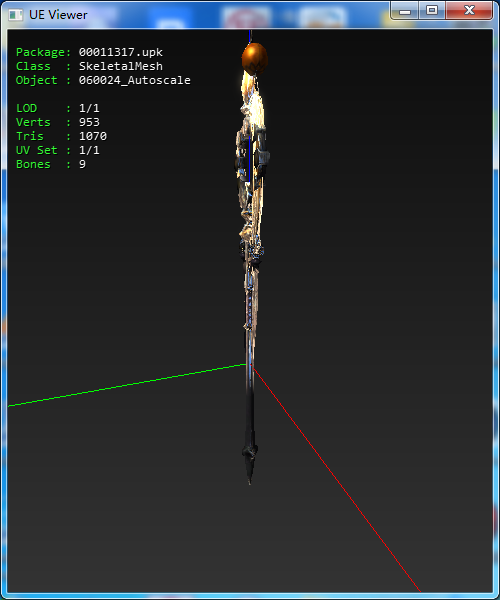 UE Viewer
Package: 00011317.upk
Class : SkeletalMesh
Object : 060024_Autoscale
LOD : 1/1
Verts : 953
Tris : 1070
UV Set : 1/1
Bones : 9